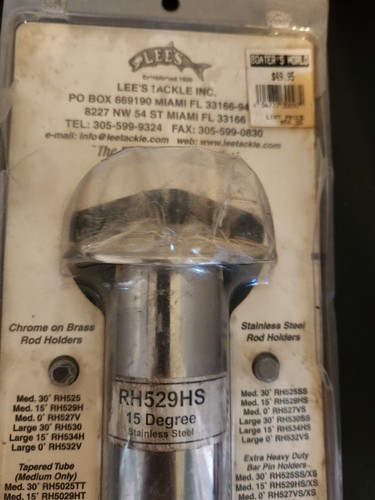 LEE'S
Established 1920
LEE'S TACKLE INC.
PO BOX 669190 MIAMI FL 33166-94
8227 NW 54 ST MIAMI FL 33166
TEL: 305-599-9324 FAX: 305-599-0830
e-mail: info@leetackle.com web: www.leetackle.com
"The
BOATER'S WORLD
$49.95
LIST PRICE
Chrome on Brass
Rod Holders
Med. 30° RH525
Med. 15° RH529H
Med. 0° RH527V
Large 30° RH530
Large 15° RH534H
Large 0° RH532V
Tapered Tube
(Medium Only)
Med. 30° RH5025TT
Med. 15° RH5029HT
RH529HS
15 Degree
Stainless Steel
Stainless Steel
Rod Holders
Med. 30° RH525SS
Med. 15° RH529HS
Med. 0° RH527VS
Large 30° RH530SS
Large 15° RH534HS
Large 0° RH532VS
Extra Heavy Duty
Bar Pin Holders
Med. 30° RH525SS/XS
Med. 15° RH529HS/XS
Med. 0° RH527VS/XS